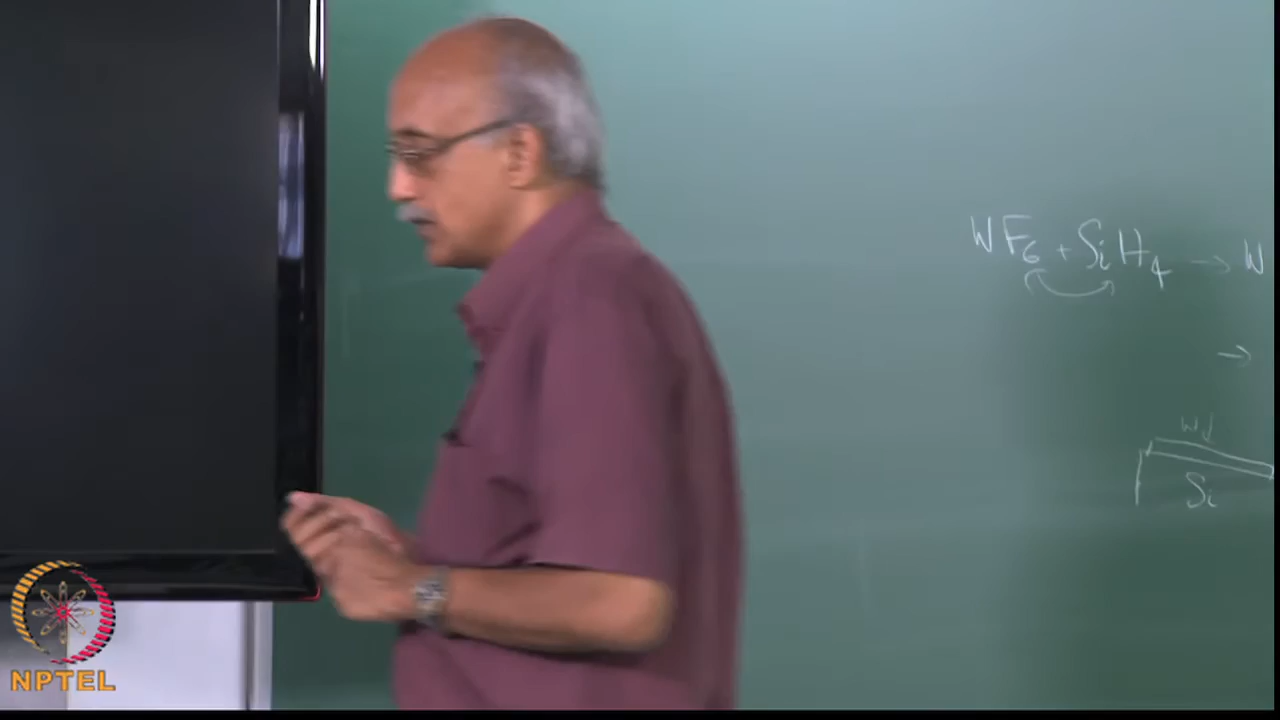 WF6 + SiH4 → W
→
W
Si
NPTEL